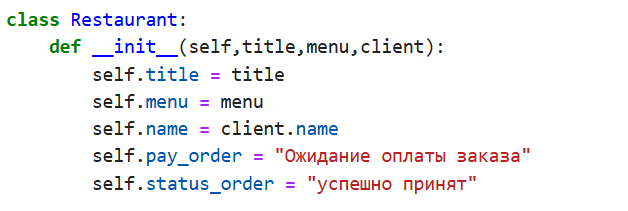 class Restaurant:
    def __init__(self,title,menu,client):
        self.title = title
        self.menu = menu
        self.name = client.name
        self.pay_order = "Ожидание оплаты заказа"
        self.status_order = "успешно принят"